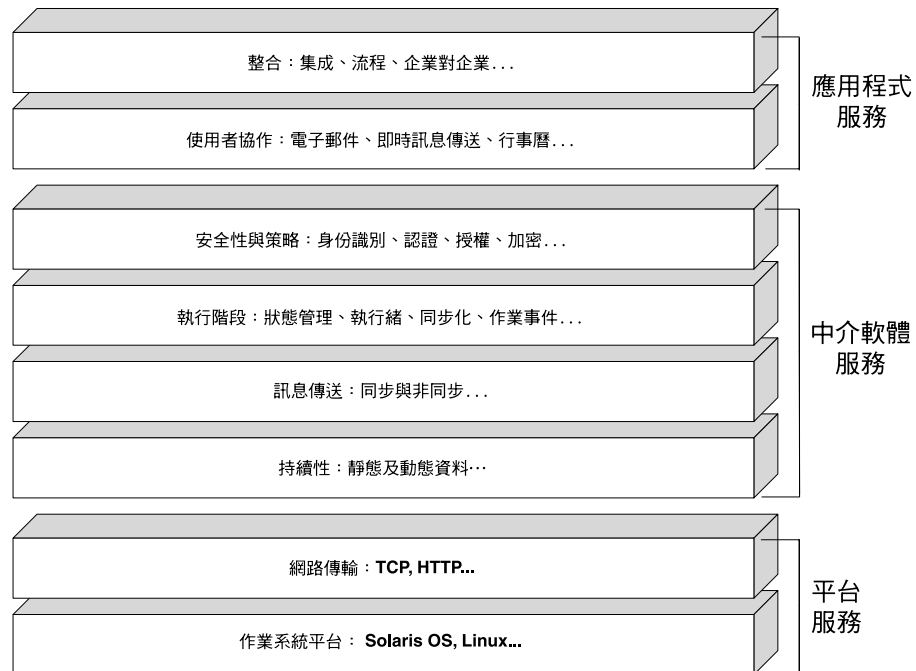 整合：集成、流程、企業對企業...
使用者協作：電子郵件、即時訊息傳送、行事曆...
應用程式
服務
安全性與策略：身份識別、認證、授權、加密...
執行階段：狀態管理、執行緒、同步化、作業事件...
訊息傳送：同步與非同步...
持續性：靜態及動態資料…
中介軟體
服務
網路傳輸：TCP, HTTP...
作業系統平台： Solaris OS, Linux...
平台
服務